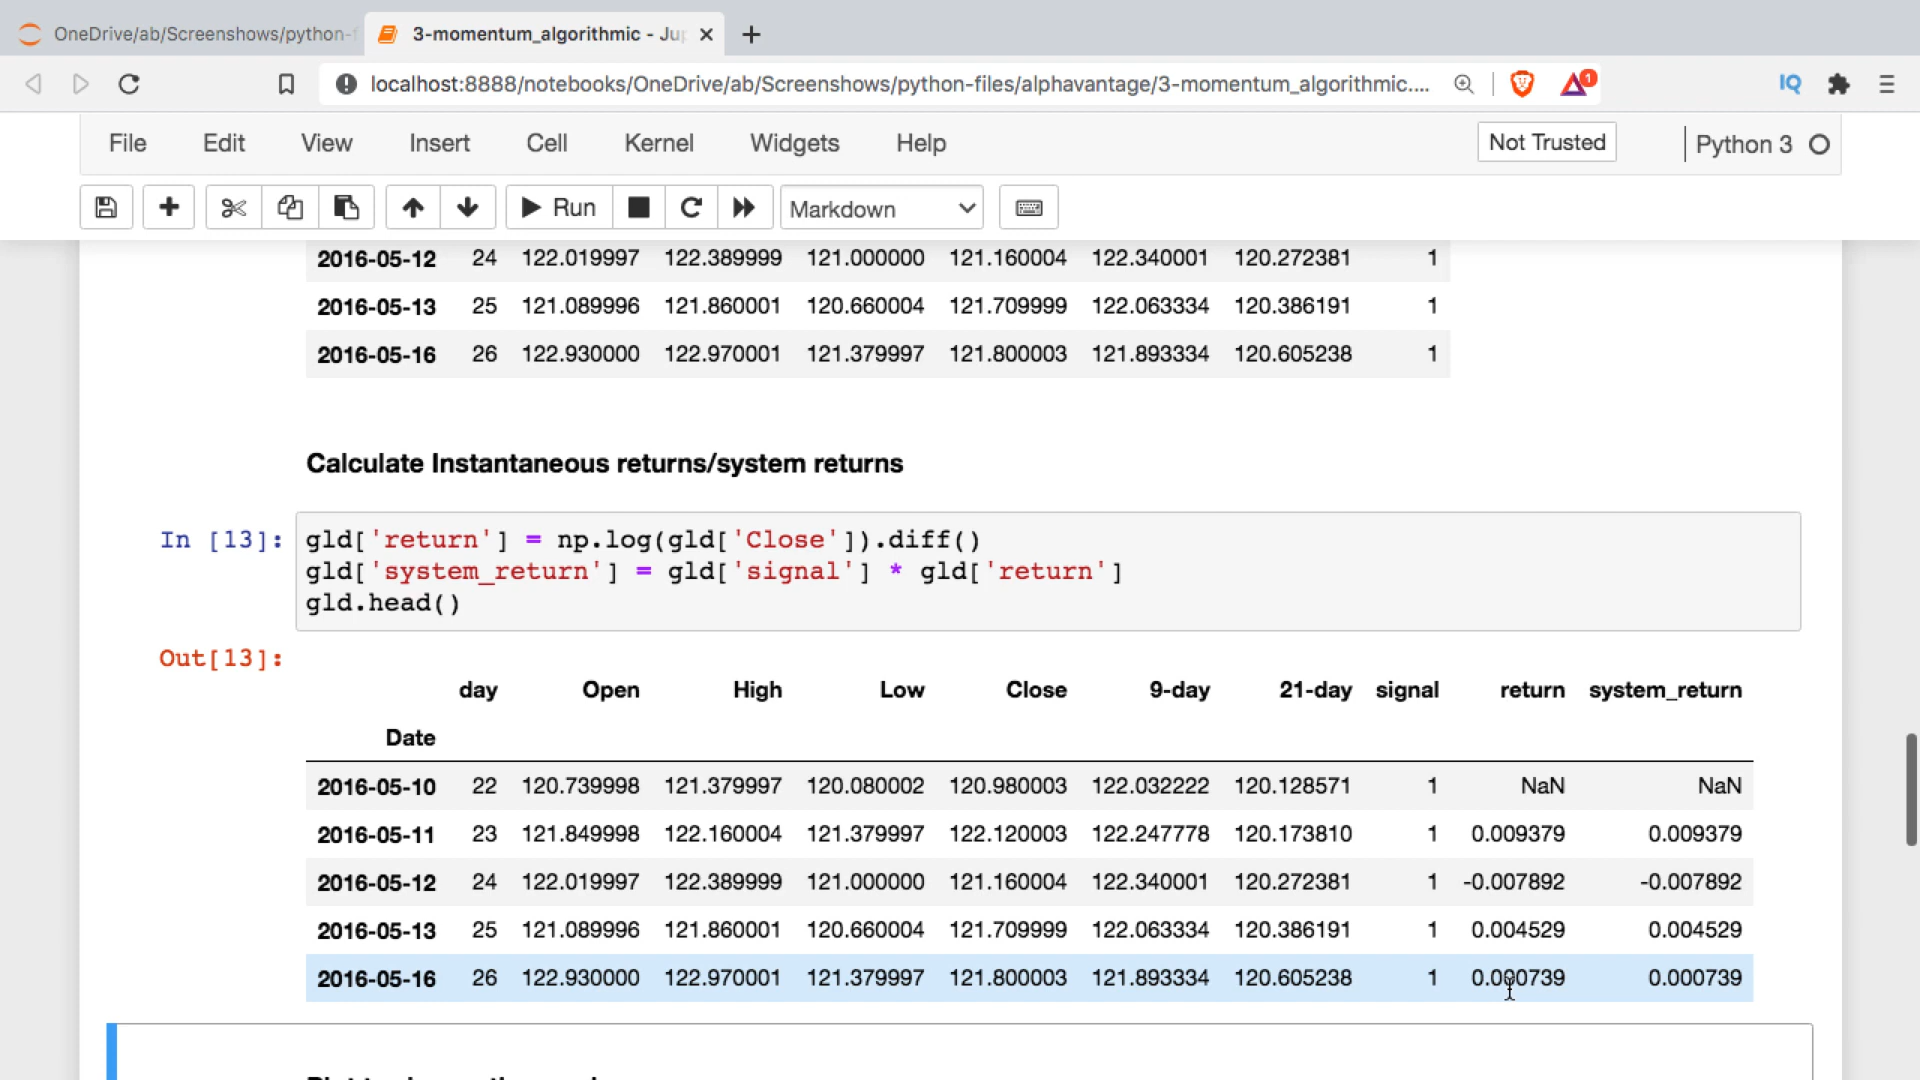 OneDrive/ab/Screenshows/python-f
3-momentum_algorithmic - Jup
localhost:8888/notebooks/OneDrive/ab/Screenshows/python-files/alphavantage/3-momentum_algorithmic....
1
IQ
File Edit View Insert Cell Kernel Widgets Help
Not Trusted
Python 3
Run
Markdown
2016-05-12 24 122.019997 122.389999 121.000000 121.160004 122.340001 120.272381 1
2016-05-13 25 121.089996 121.860001 120.660004 121.709999 122.063334 120.386191 1
2016-05-16 26 122.930000 122.970001 121.379997 121.800003 121.893334 120.605238 1
Calculate Instantaneous returns/system returns
In [13]: gld['return'] = np.log(gld['Close']).diff()
gld['system_return'] = gld['signal'] * gld['return']
gld.head()
Out[13]:
day Open High Low Close 9-day 21-day signal return system_return
Date
2016-05-10 22 120.739998 121.379997 120.080002 120.980003 122.032222 120.128571 1 NaN NaN
2016-05-11 23 121.849998 122.160004 121.379997 122.120003 122.247778 120.173810 1 0.009379 0.009379
2016-05-12 24 122.019997 122.389999 121.000000 121.160004 122.340001 120.272381 1 -0.007892 -0.007892
2016-05-13 25 121.089996 121.860001 120.660004 121.709999 122.063334 120.386191 1 0.004529 0.004529
2016-05-16 26 122.930000 122.970001 121.379997 121.800003 121.893334 120.605238 1 0.000739 0.000739